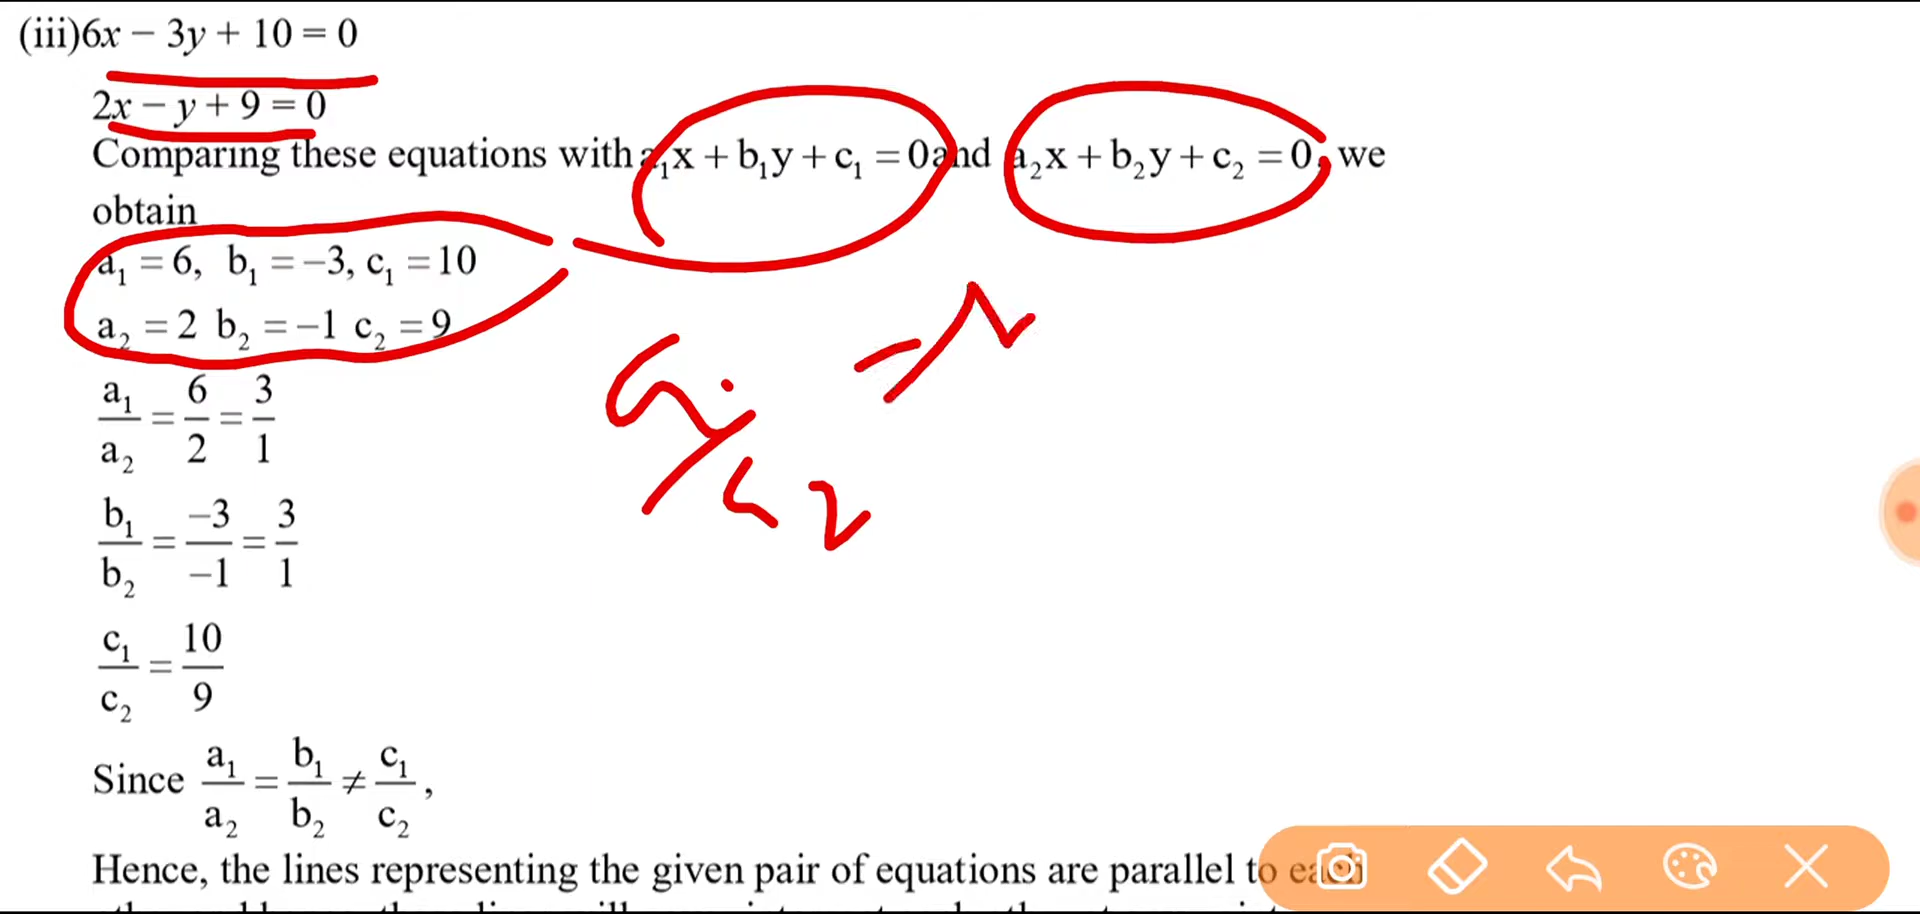 (iii)6x − 3y + 10 = 0
2x − y + 9 = 0
Comparing these equations with a₁x + b₁y + c₁ = 0 and a₂x + b₂y + c₂ = 0, we
obtain
a₁ = 6, b₁ = −3, c₁ = 10
a₂ = 2 b₂ = −1 c₂ = 9
a₁/a₂ = 6/2 = 3/1
b₁/b₂ = −3/−1 = 3/1
c₁/c₂ = 10/9
Since a₁/a₂ = b₁/b₂ ≠ c₁/c₂,
Hence, the lines representing the given pair of equations are parallel to each